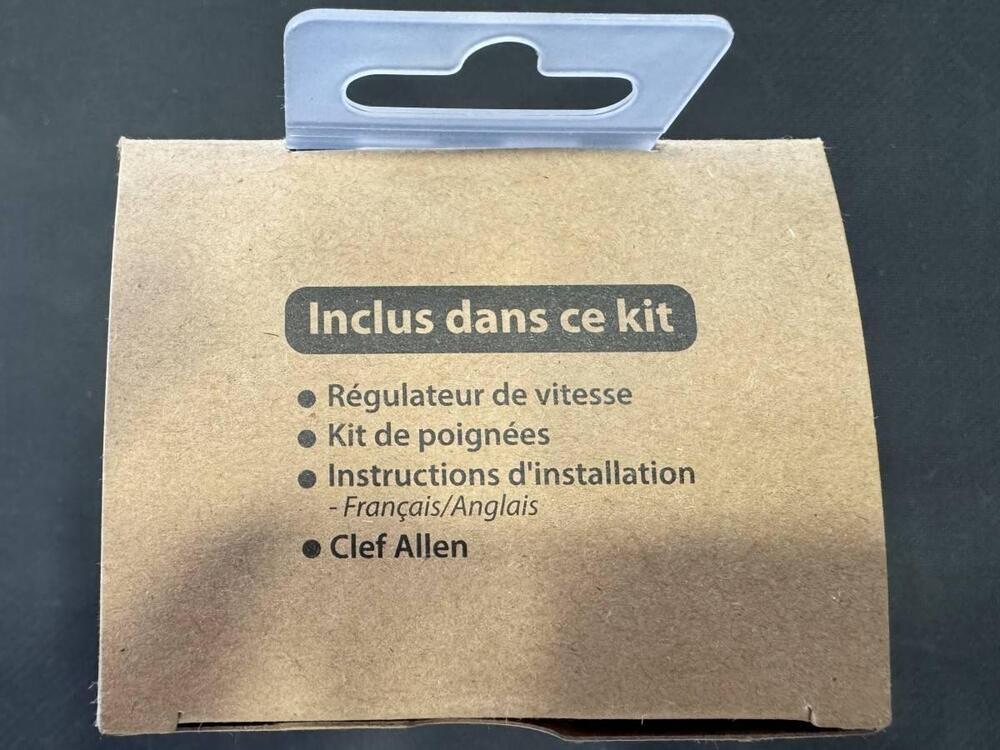 Inclus dans ce kit
● Régulateur de vitesse
● Kit de poignées
● Instructions d'installation
- Français/Anglais
● Clef Allen